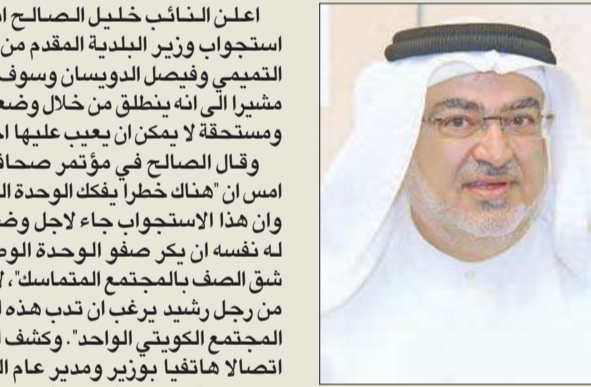 اعلن النائب خليل الصالح
استجواب وزير البلدية المقدم من
التميمي وفيصل الدويسان وسوف
مشيرا الى انه ينطلق من خلال وضع
ومستحقة لا يمكن ان يعيب عليها
وقال الصالح في مؤتمر صحاف
امس ان "هناك خطرا يفكك الوحدة
وان هذا الاستجواب جاء لاجل وض
له نفسه ان يكر صفو الوحدة الو
شق الصف بالمجتمع المتماسك"،
من رجل رشيد يرغب ان تدب هذه
المجتمع الكويتي الواحد". وكشف
اتصالا هاتفيا بوزير ومدير عام